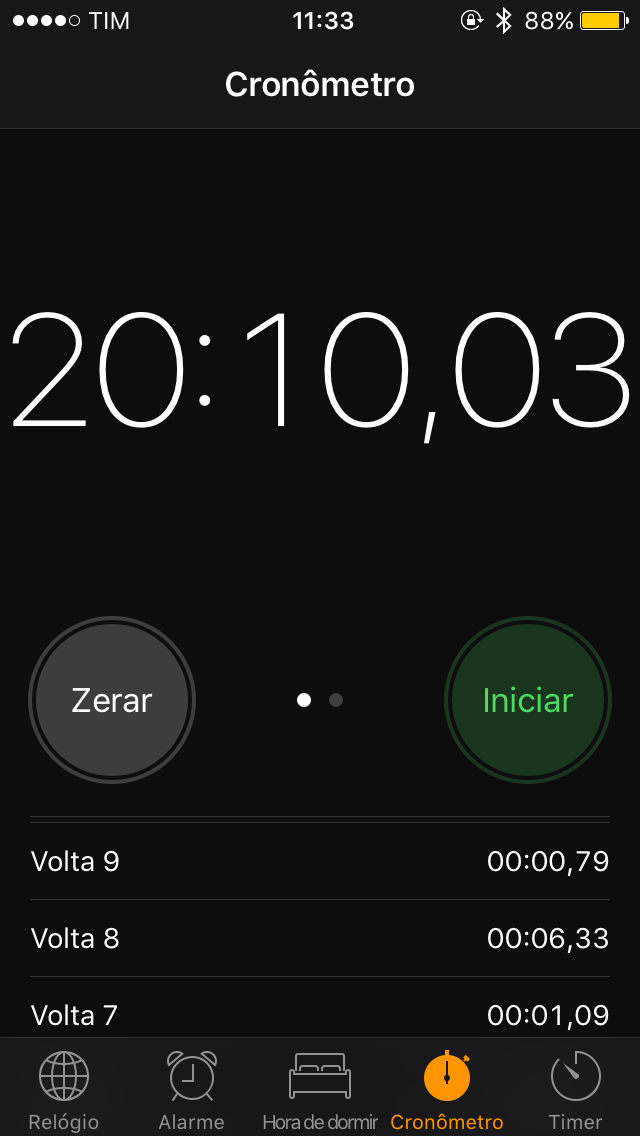 TIM 11:33 88%
Cronômetro
20:10,03
Zerar Iniciar
Volta 9 00:00,79
Volta 8 00:06,33
Volta 7 00:01,09
Relógio Alarme Hora de dormir Cronômetro Timer